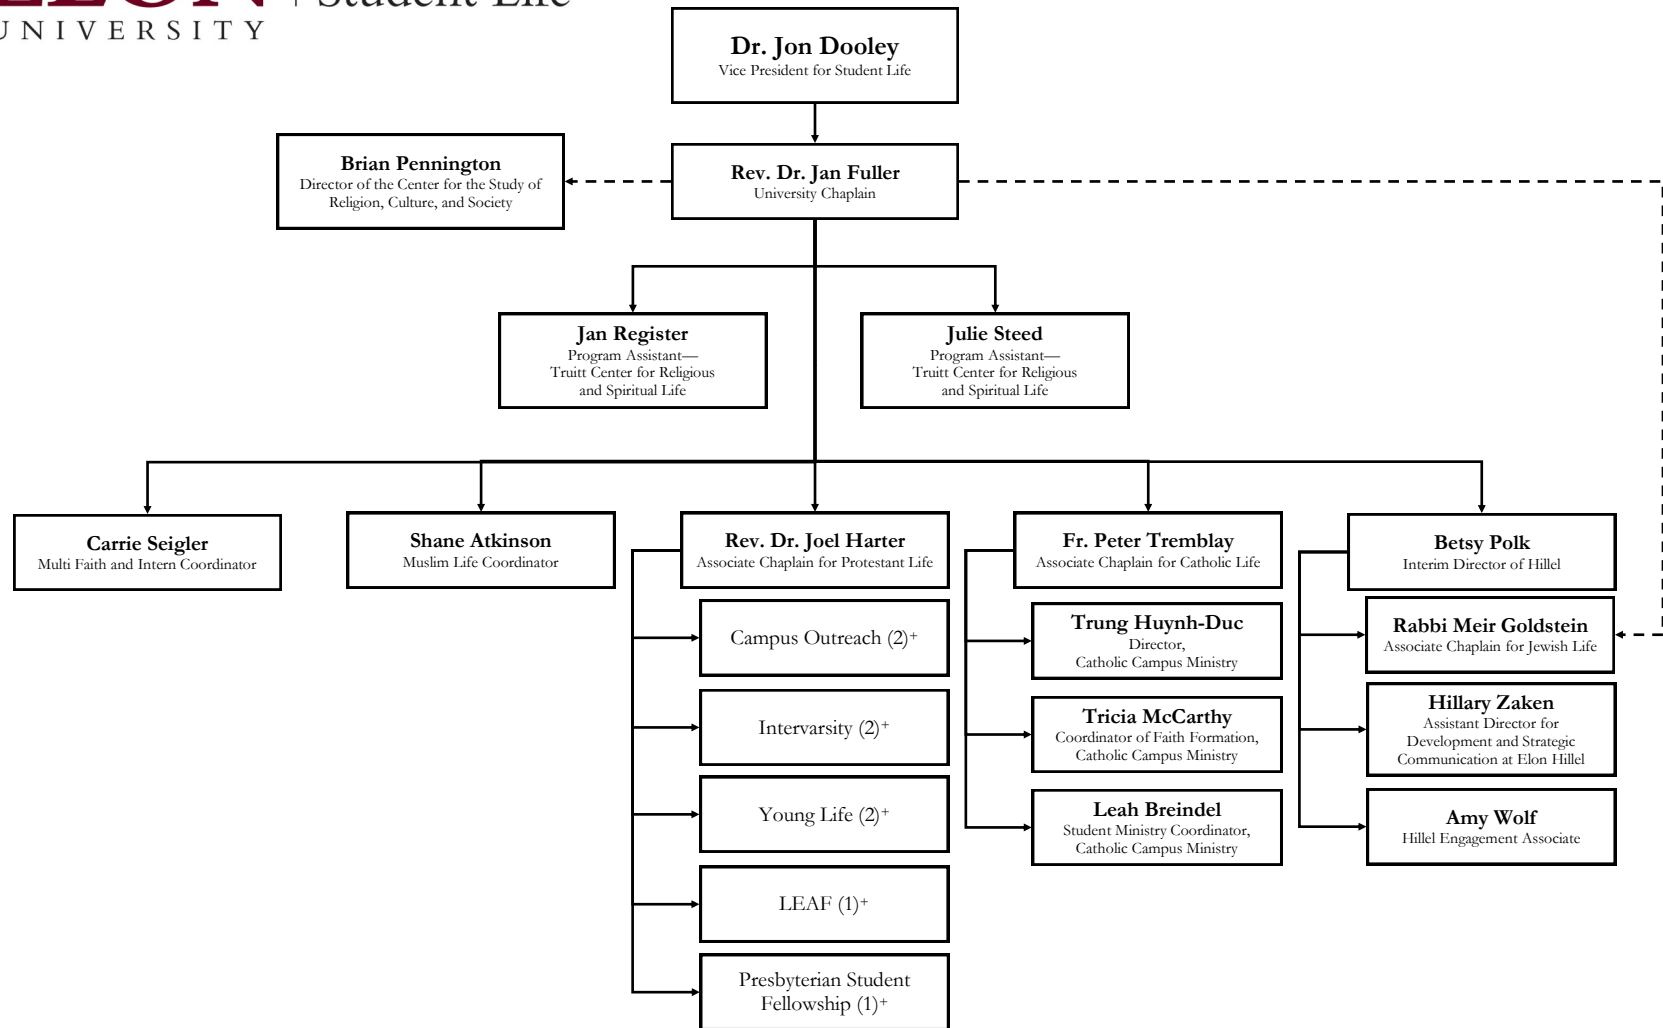 UNIVERSITY
Student Life
Dr. Jon Dooley
Vice President for Student Life
Brian Pennington
Director of the Center for the Study of
Religion, Culture, and Society
Rev. Dr. Jan Fuller
University Chaplain
Jan Register
Program Assistant—
Truitt Center for Religious
and Spiritual Life
Julie Steed
Program Assistant—
Truitt Center for Religious
and Spiritual Life
Carrie Seigler
Multi Faith and Intern Coordinator
Shane Atkinson
Muslim Life Coordinator
Rev. Dr. Joel Harter
Associate Chaplain for Protestant Life
Campus Outreach (2)+
Intervarsity (2)+
Young Life (2)+
LEAF (1)+
Presbyterian Student
Fellowship (1)+
Fr. Peter Tremblay
Associate Chaplain for Catholic Life
Trung Huynh-Duc
Director,
Catholic Campus Ministry
Tricia McCarthy
Coordinator of Faith Formation,
Catholic Campus Ministry
Leah Breindel
Student Ministry Coordinator,
Catholic Campus Ministry
Betsy Polk
Interim Director of Hillel
Rabbi Meir Goldstein
Associate Chaplain for Jewish Life
Hillary Zaken
Assistant Director for
Development and Strategic
Communication at Elon Hillel
Amy Wolf
Hillel Engagement Associate